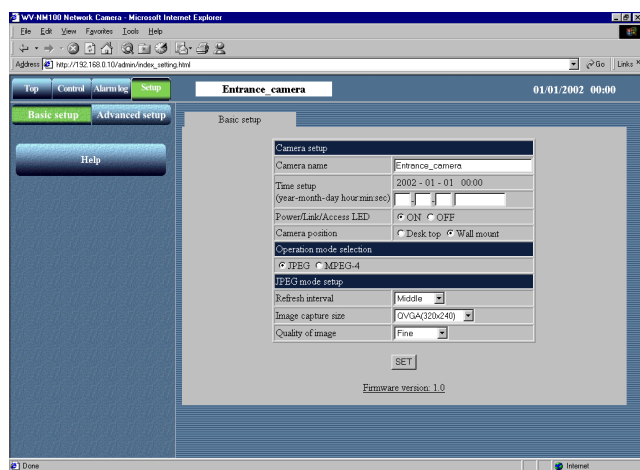 WV-NM100 Network Camera - Microsoft Internet Explorer
File Edit View Favorites Tools Help
Address http://192.168.0.10/admin/index_setting.html Go Links »
Top Control Alarm log Setup Entrance_camera 01/01/2002 00:00
Basic setup Advanced setup
Basic setup
Help
Camera setup
Camera name Entrance_camera
Time setup
(year-month-day hour:min:sec)
2002 - 01 - 01 00:00
- -
Power/Link/Access LED ON OFF
Camera position Desk top Wall mount
Operation mode selection
JPEG MPEG-4
JPEG mode setup
Refresh interval Middle
Image capture size QVGA(320x240)
Quality of image Fine
SET
Firmware version: 1.0
Done Internet